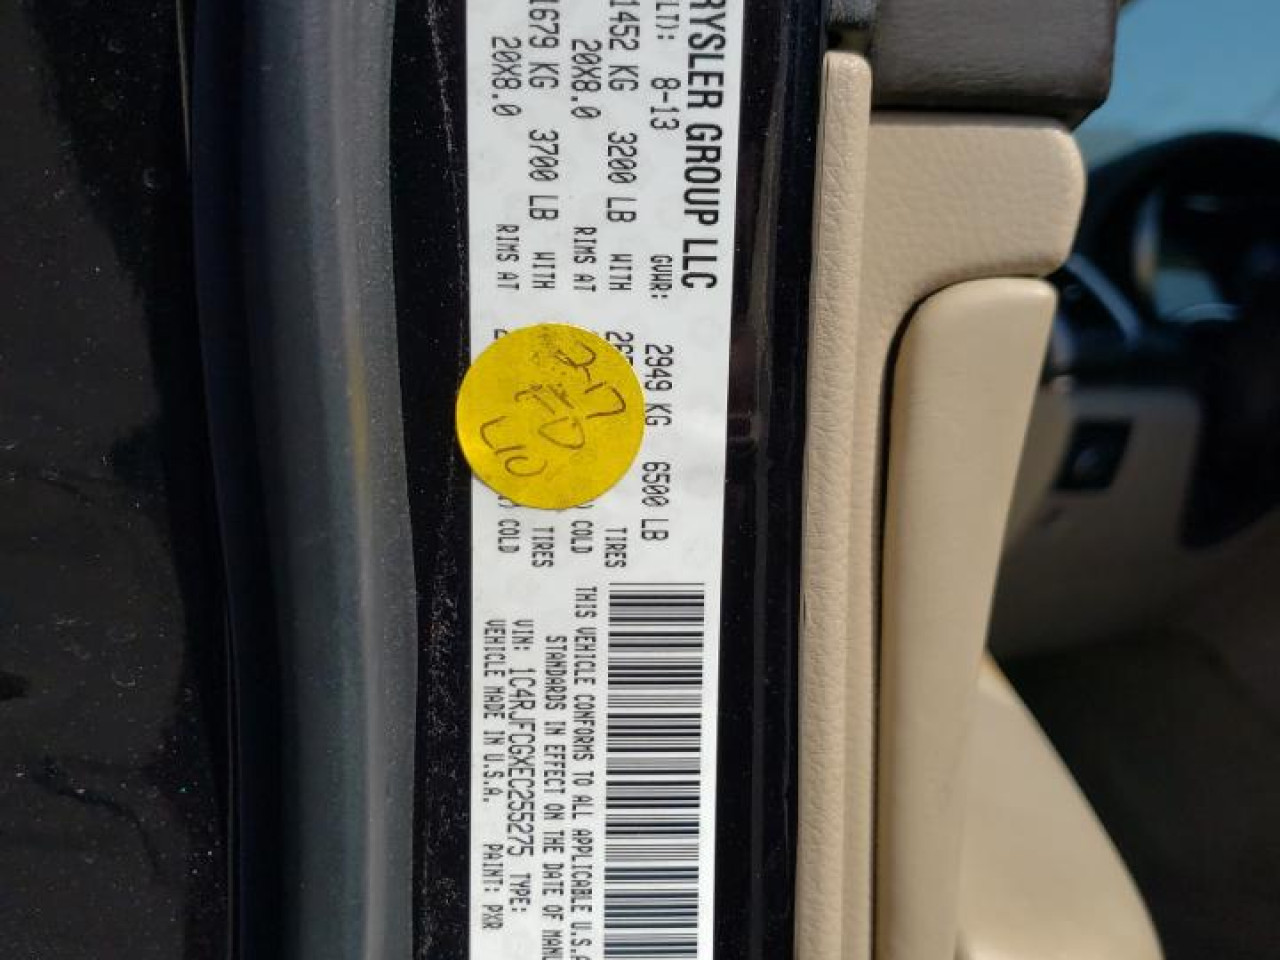 RYSLER GROUP LLC
LT): 8-13 GVWR: 2949 KG 6500 LB
1452 KG 3200 LB WITH TIRES
20X8.0 RIMS AT COLD
1679 KG 3700 LB WITH TIRES
20X8.0 RIMS AT COLD
THIS VEHICLE CONFORMS TO ALL APPLICABLE U.S.A
STANDARDS IN EFFECT ON THE DATE OF MANU
VIN: 1C4RJFCGXEC255275 TYPE:
VEHICLE MADE IN U.S.A. PAINT: PXR
217
L10